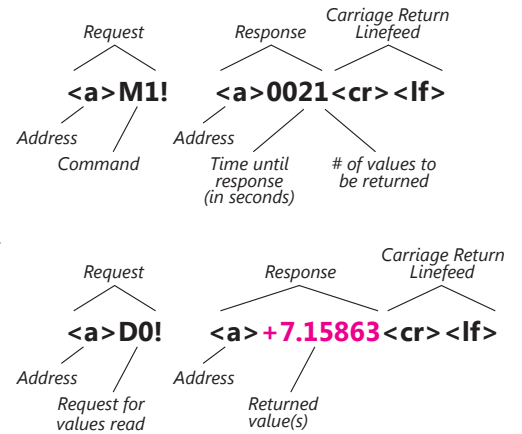 Request Response Carriage Return
Linefeed
<a>M1! <a>0021<cr><lf>
Address Address
Command Time until
response
(in seconds) # of values to
be returned
Request Response Carriage Return
Linefeed
<a>D0! <a>+7.15863<cr><lf>
Address Address
Request for
values read Returned
value(s)